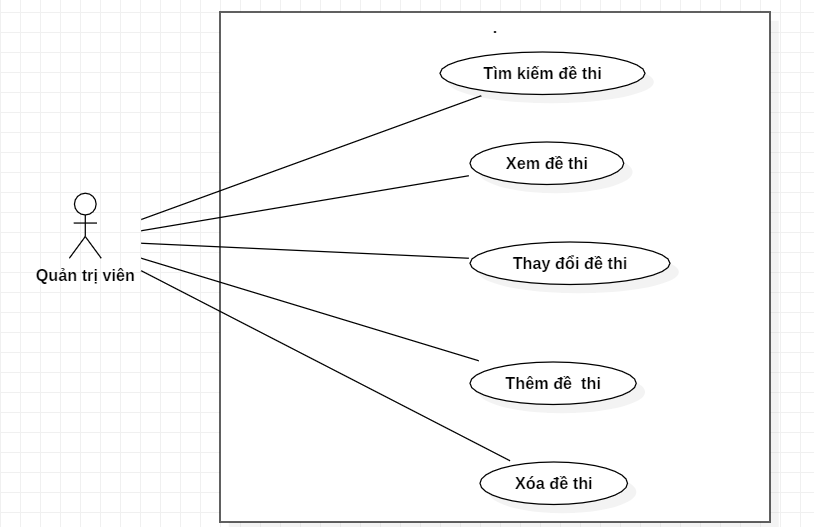 .
Tìm kiếm đề thi
Xem đề thi
Thay đổi đề thi
Quản trị viên
Thêm đề  thi
Xóa đề thi